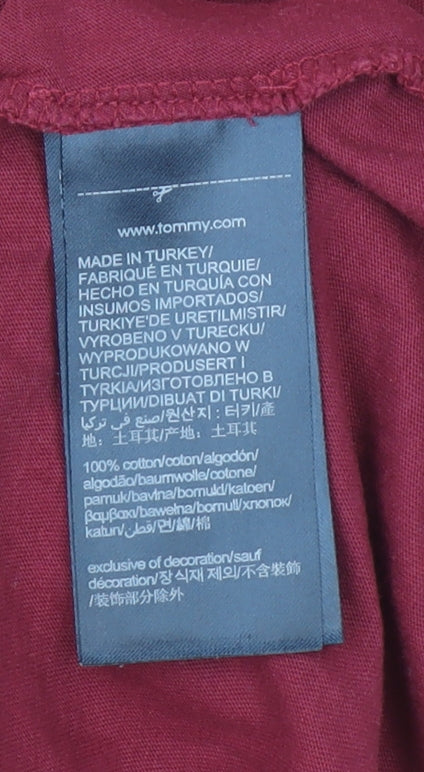 www.tommy.com
MADE IN TURKEY/
FABRIQUÉ EN TURQUIE/
HECHO EN TURQUÍA CON
INSUMOS IMPORTADOS/
TURKIYE'DE URETILMISTIR/
VYROBENO V TURECKU/
WYPRODUKOWANO W
TURCJI/PRODUSERT I
TYRKIA/ИЗГОТОВЛЕНО В
ТУРЦИИ/DIBUAT DI TURKI/
صنع في تركيا/원산지 : 터키/產
地：土耳其/产地：土耳其
100% cotton/coton/algodón/
algodão/baumwolle/cotone/
pamuk/bavlna/bomuld/katoen/
βαμβακι/bawełna/bomull/хлопок/
katun/قطن/면/綿/棉
exclusive of decoration/sauf
décoration/장식재 제외/不含装飾
/装饰部分除外